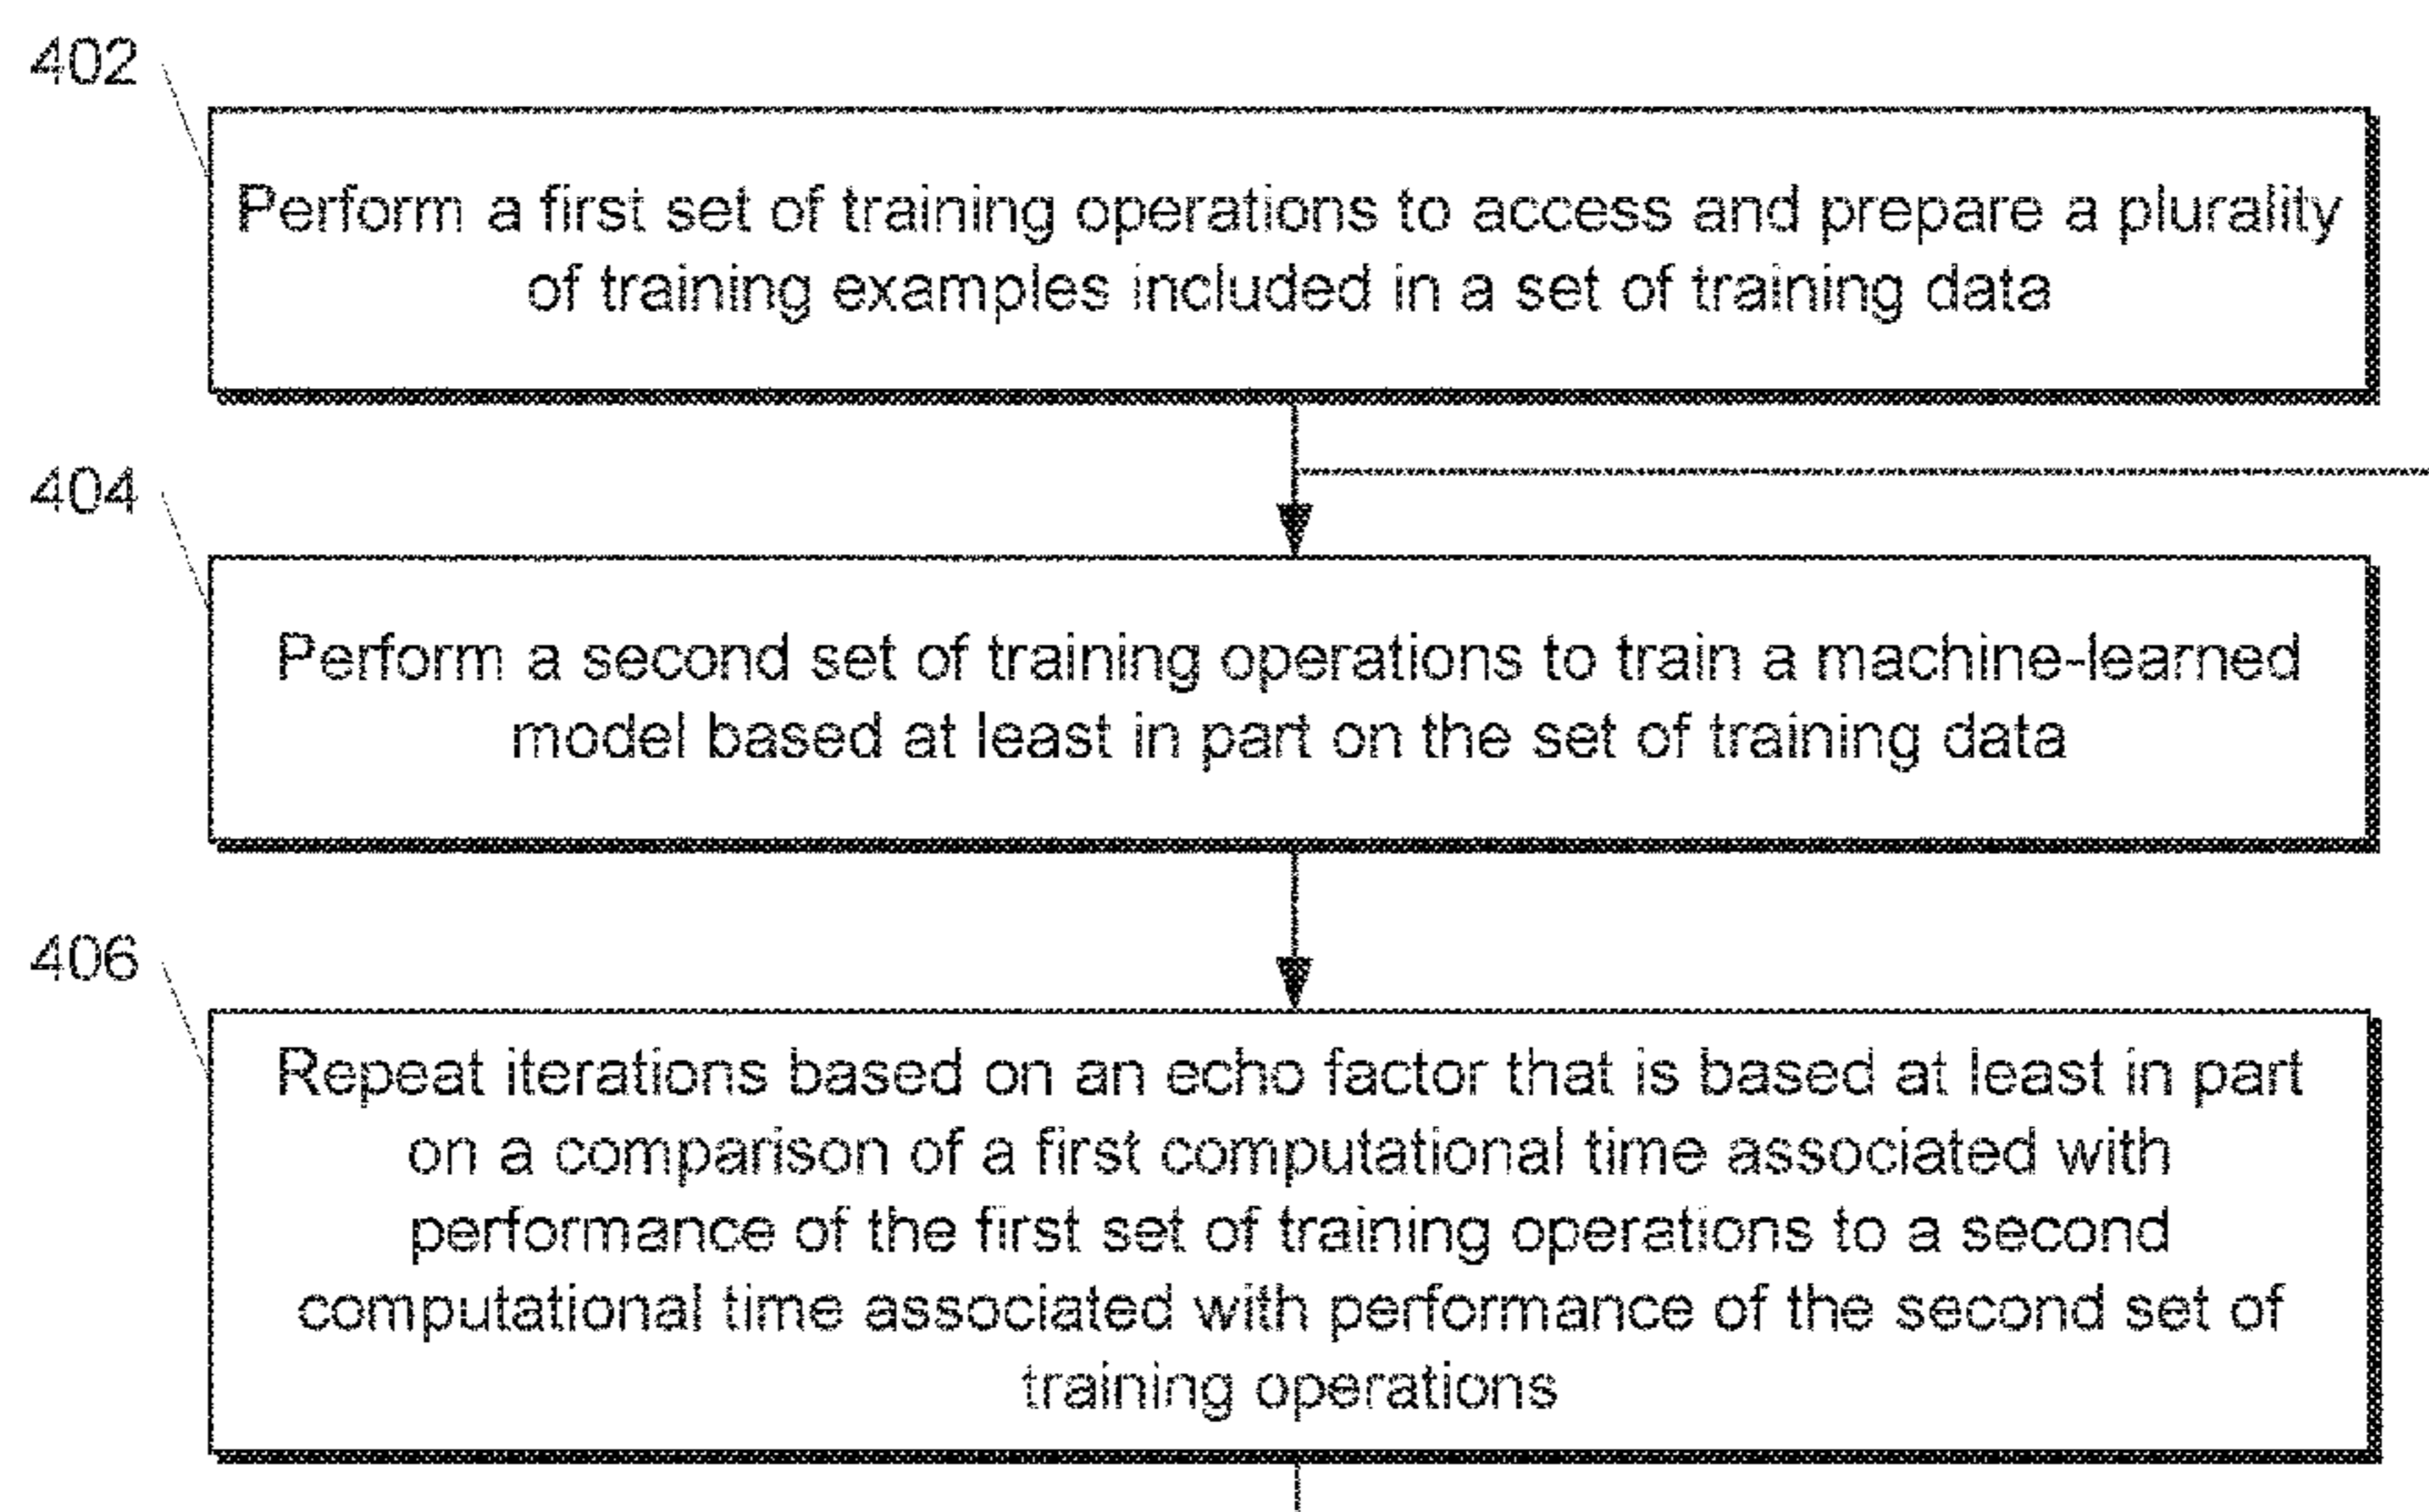 402
Perform a first set of training operations to access and prepare a plurality
of training examples included in a set of training data
404
Perform a second set of training operations to train a machine-learned
model based at least in part on the set of training data
406
Repeat iterations based on an echo factor that is based at least in part
on a comparison of a first computational time associated with
performance of the first set of training operations to a second
computational time associated with performance of the second set of
training operations